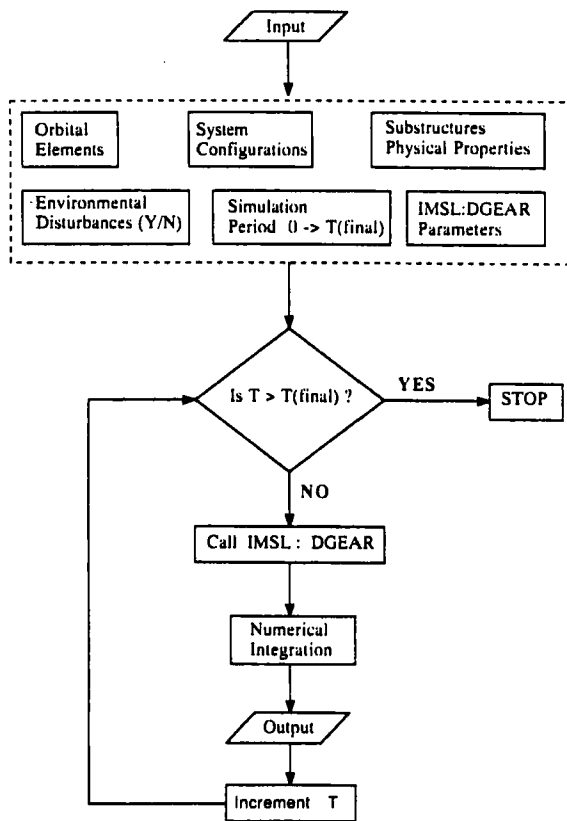 Input
Orbital
Elements
System
Configurations
Substructures
Physical Properties
Environmental
Disturbances (Y/N)
Simulation
Period 0 -> T(final)
IMSL:DGEAR
Parameters
Is T > T(final) ?
YES
STOP
NO
Call IMSL : DGEAR
Numerical
Integration
Output
Increment T